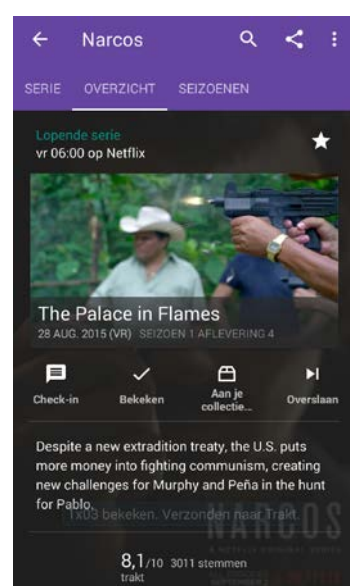 Narcos
SERIE OVERZICHT SEIZOENEN
Lopende serie
vr 06:00 op Netflix
The Palace in Flames
28 AUG. 2015 (VR) SEIZOEN 1 AFLEVERING 4
Check-in Bekeken Aan je collectie... Overslaan
Despite a new extradition treaty, the U.S. puts
more money into fighting communism, creating
new challenges for Murphy and Peña in the hunt
for Pablo.
1x03 bekeken. Verzonden naar Trakt.
NARCOS
A NETFLIX ORIGINAL SERIES
8,1/10 3011 stemmen
trakt